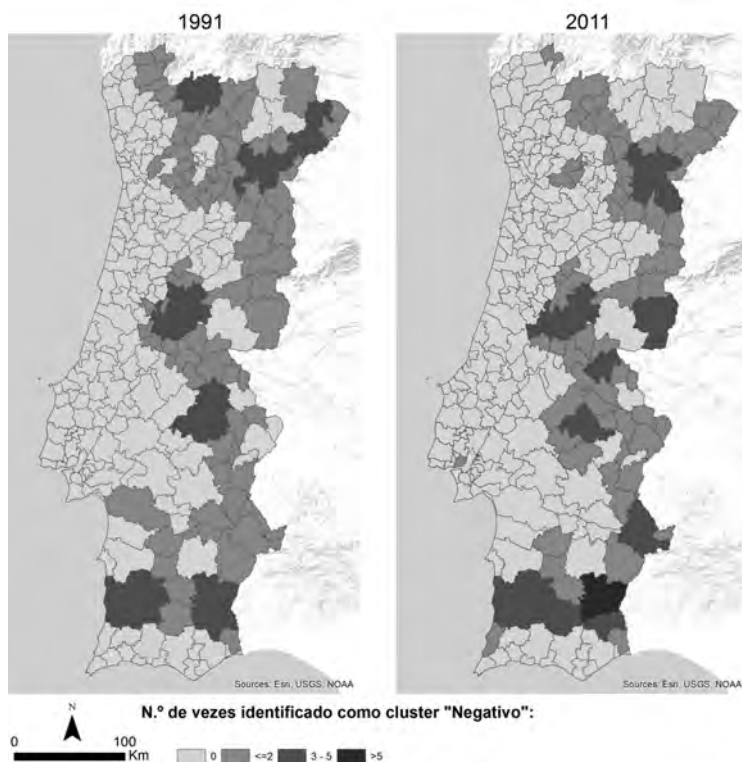 1991
2011
Sources: Esri, USGS, NOAA
Sources: Esri, USGS, NOAA
N.º de vezes identificado como cluster "Negativo":
N
0 100
Km
0 <=2 3 - 5 >5